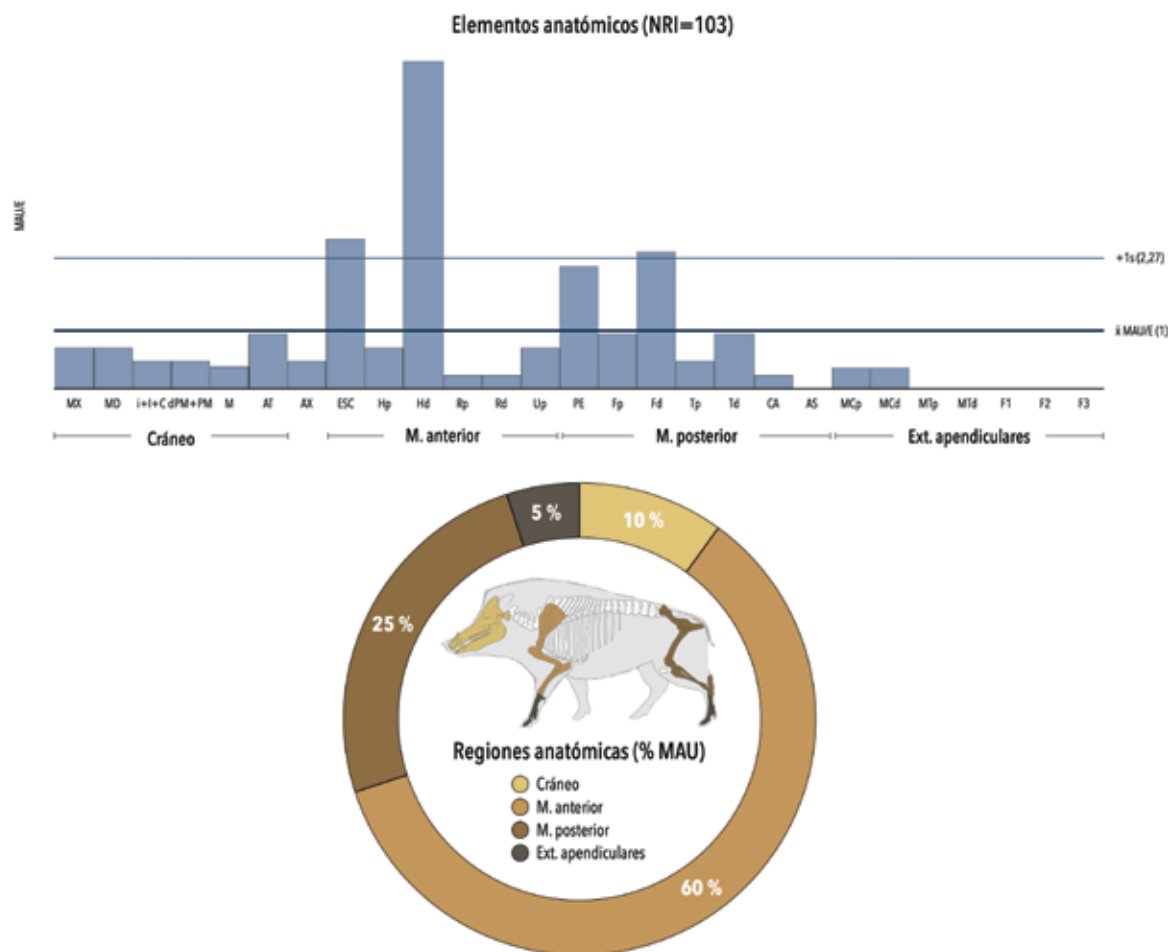 Elementos anatómicos (NRI=103)
MAU/E
+1s (2,27)
x̄ MAU/E (1)
MX MD i+I+C dPM+PM M AT AX ESC Hp Hd Rp Rd Up PE Fp Fd Tp Td CA AS MCp MCd MTp MTd F1 F2 F3
Cráneo M. anterior M. posterior Ext. apendiculares
5 % 10 %
25 %
Regiones anatómicas (% MAU)
Cráneo
M. anterior
M. posterior
Ext. apendiculares
60 %